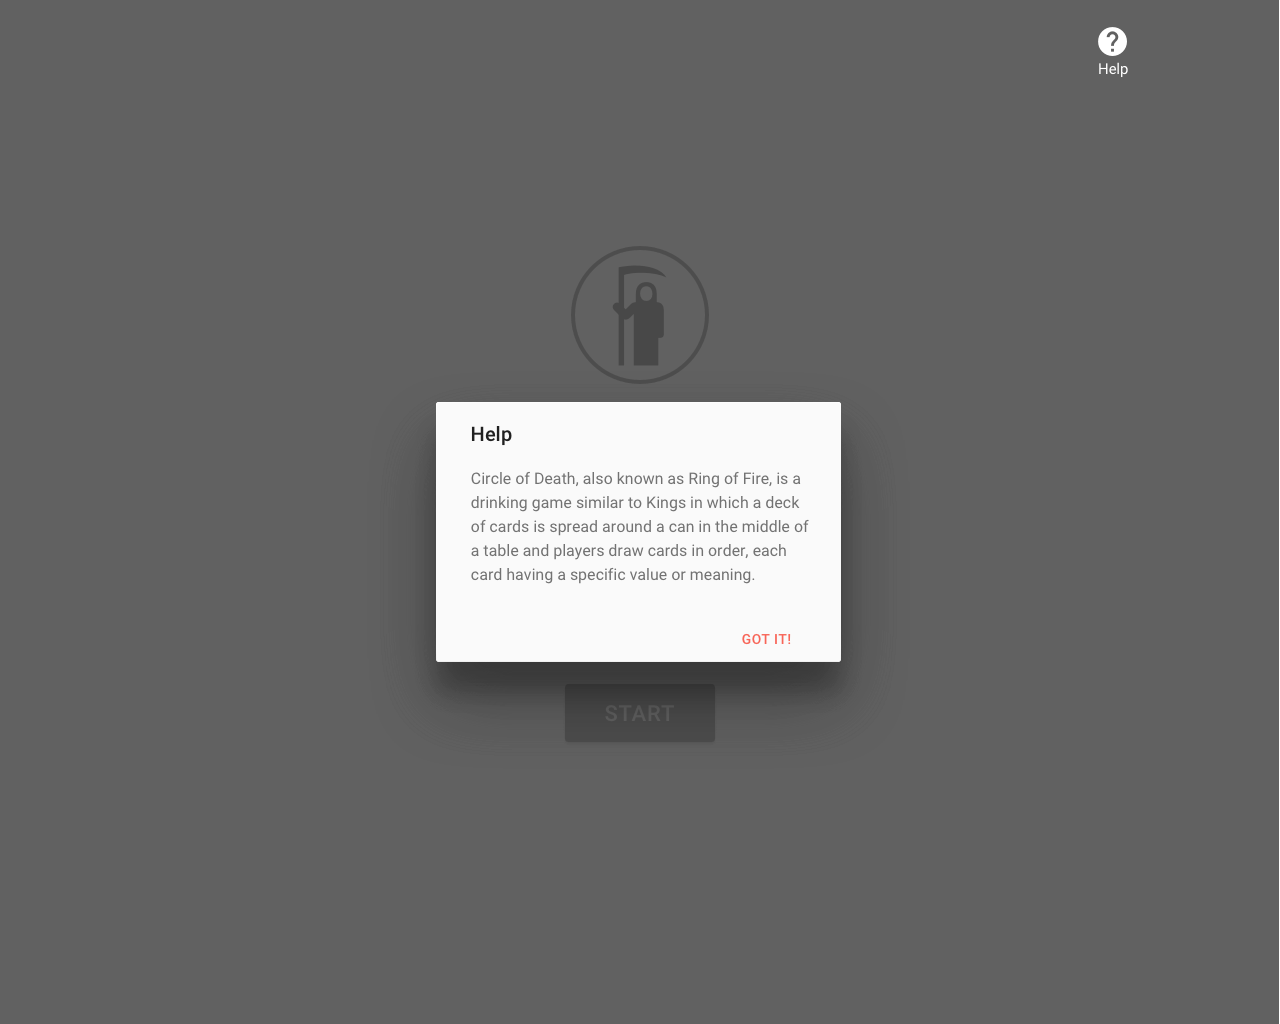 Help
Help
Circle of Death, also known as Ring of Fire, is a
drinking game similar to Kings in which a deck
of cards is spread around a can in the middle of
a table and players draw cards in order, each
card having a specific value or meaning.
GOT IT!
START